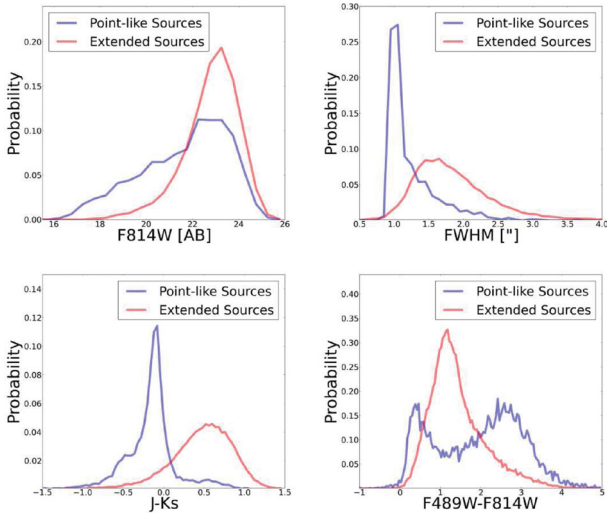 Point-like Sources
Extended Sources
Probability
0.20
0.15
0.10
0.05
0.00
16 18 20 22 24 26
F814W [AB]
Point-like Sources
Extended Sources
Probability
0.30
0.25
0.20
0.15
0.10
0.05
0.5 1.0 1.5 2.0 2.5 3.0 3.5 4.0
FWHM ["]
Point-like Sources
Extended Sources
Probability
0.14
0.12
0.10
0.08
0.06
0.04
0.02
−1.5 −1.0 −0.5 0.0 0.5 1.0 1.5
J-Ks
Point-like Sources
Extended Sources
Probability
0.40
0.35
0.30
0.25
0.20
0.15
0.10
0.05
−1 0 1 2 3 4 5
F489W-F814W